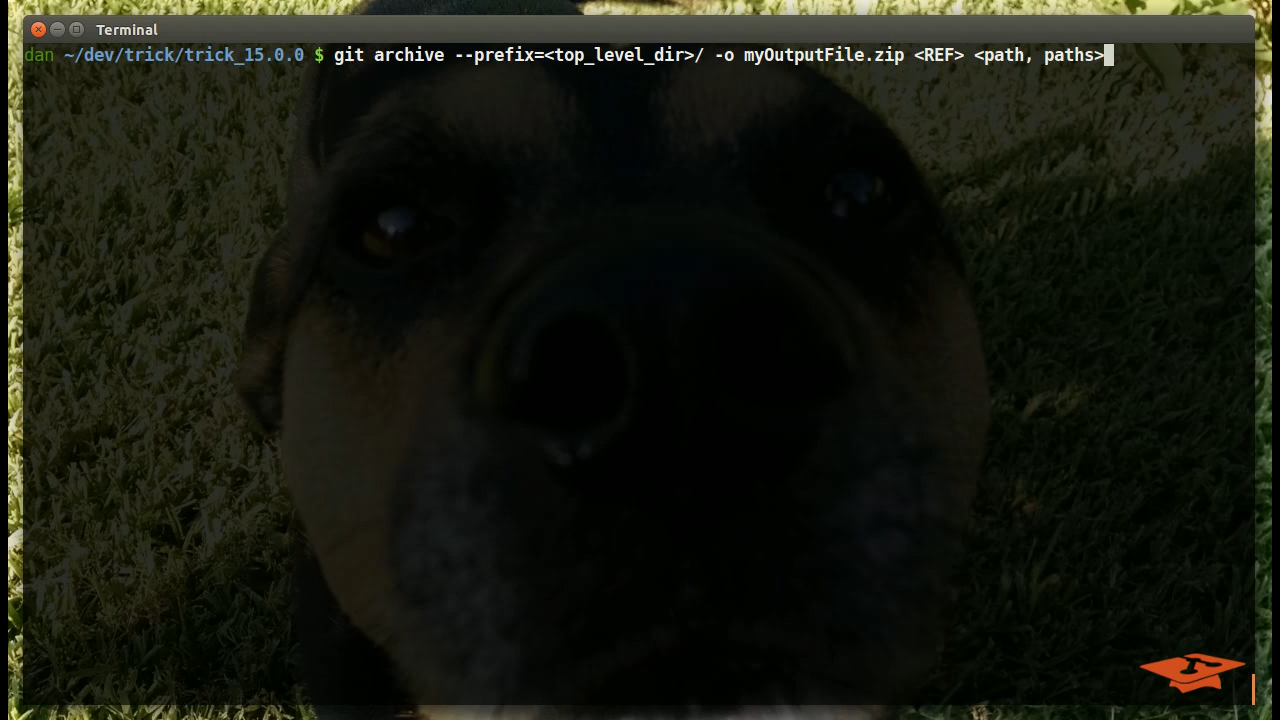 Terminal
dan ~/dev/trick/trick_15.0.0 $ git archive --prefix=<top_level_dir>/ -o myOutputFile.zip <REF> <path, paths>